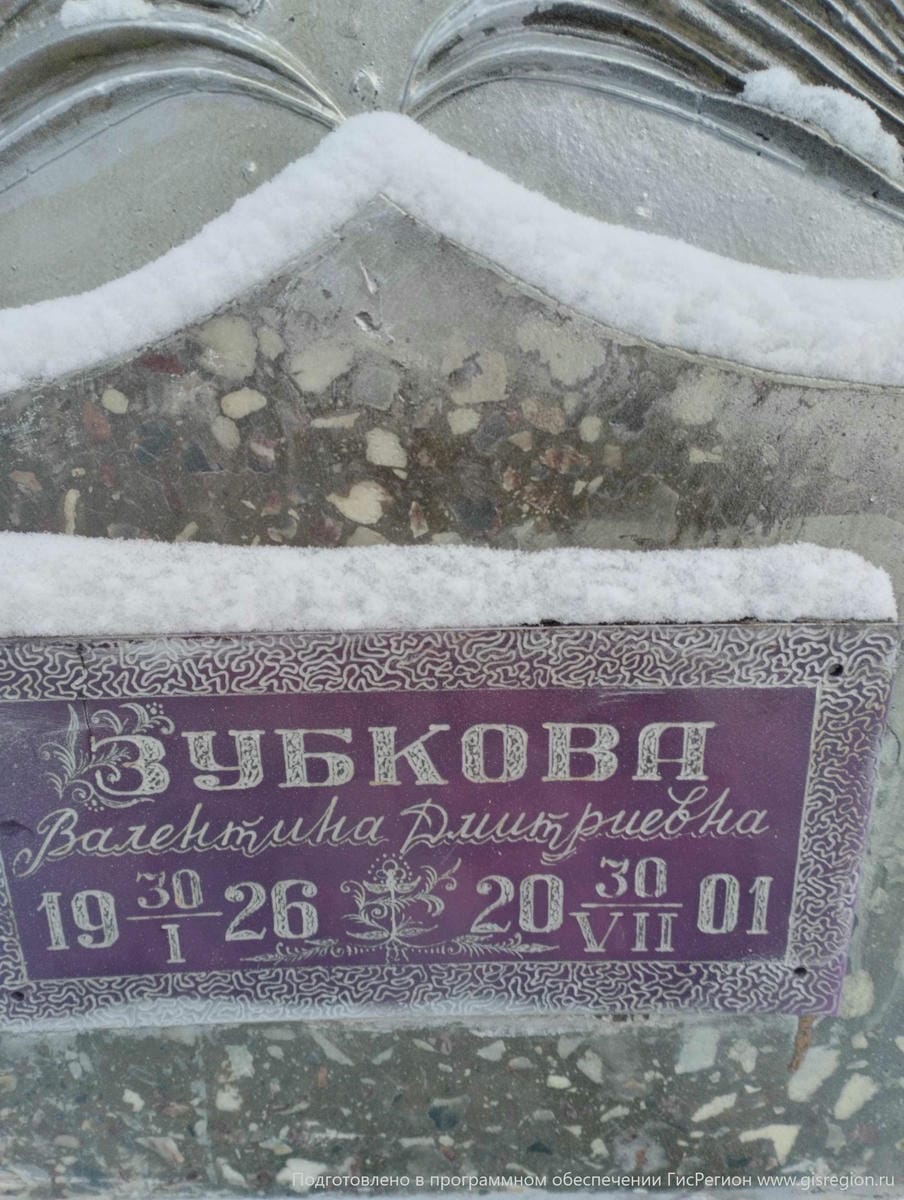 ЗУБКОВА
Валентина Дмитриевна
19 30/I 26 20 30/VII 01
Подготовлено в программном обеспечении ГисРегион www.gisregion.ru